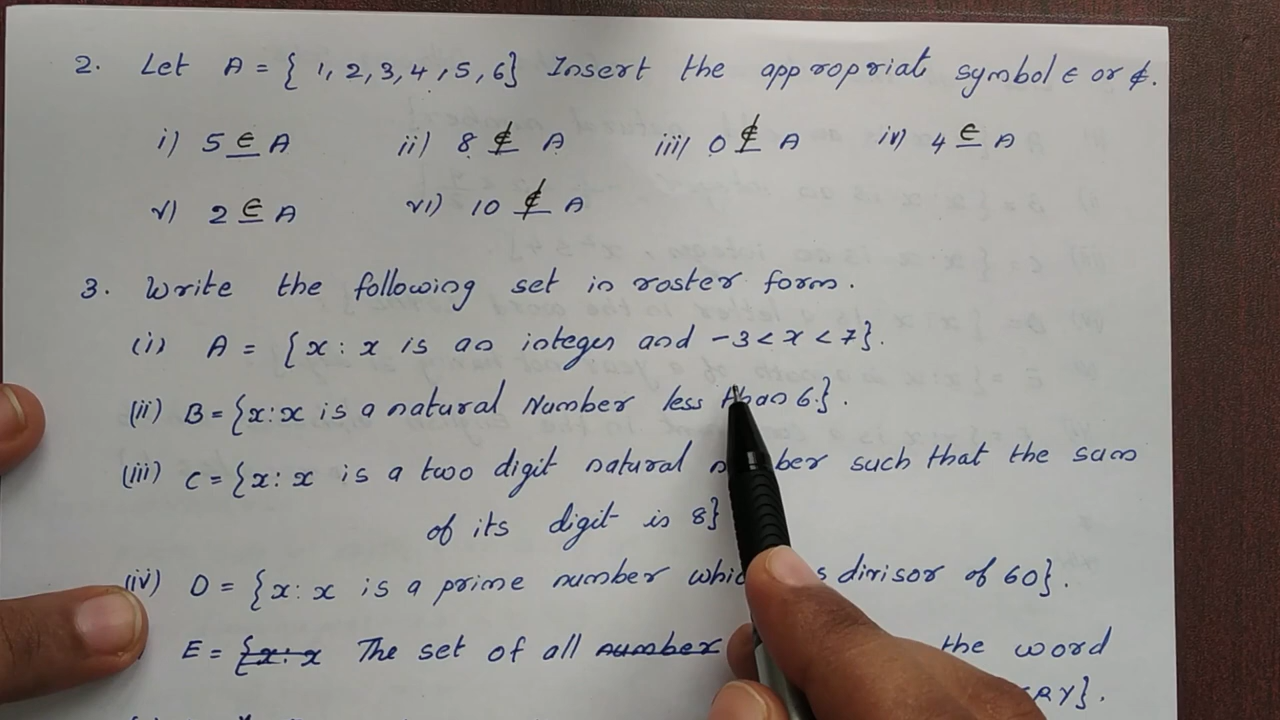 2. Let A = { 1, 2, 3, 4, 5, 6} Insert the appropriat symbol ∈ or ∉.
i) 5 ∈ A ii) 8 ∉ A iii) 0 ∉ A iv) 4 ∈ A
v) 2 ∈ A vi) 10 ∉ A
3. Write the following set in roster form.
(i) A = {x : x is an integer and -3 < x < 7}.
(ii) B = {x : x is a natural Number less than 6.}.
(iii) C = {x : x is a two digit natural number such that the sum
of its digit is 8}
(iv) D = {x : x is a prime number divisor of 60}.
E = {x : x The set of all number the word
RY}.